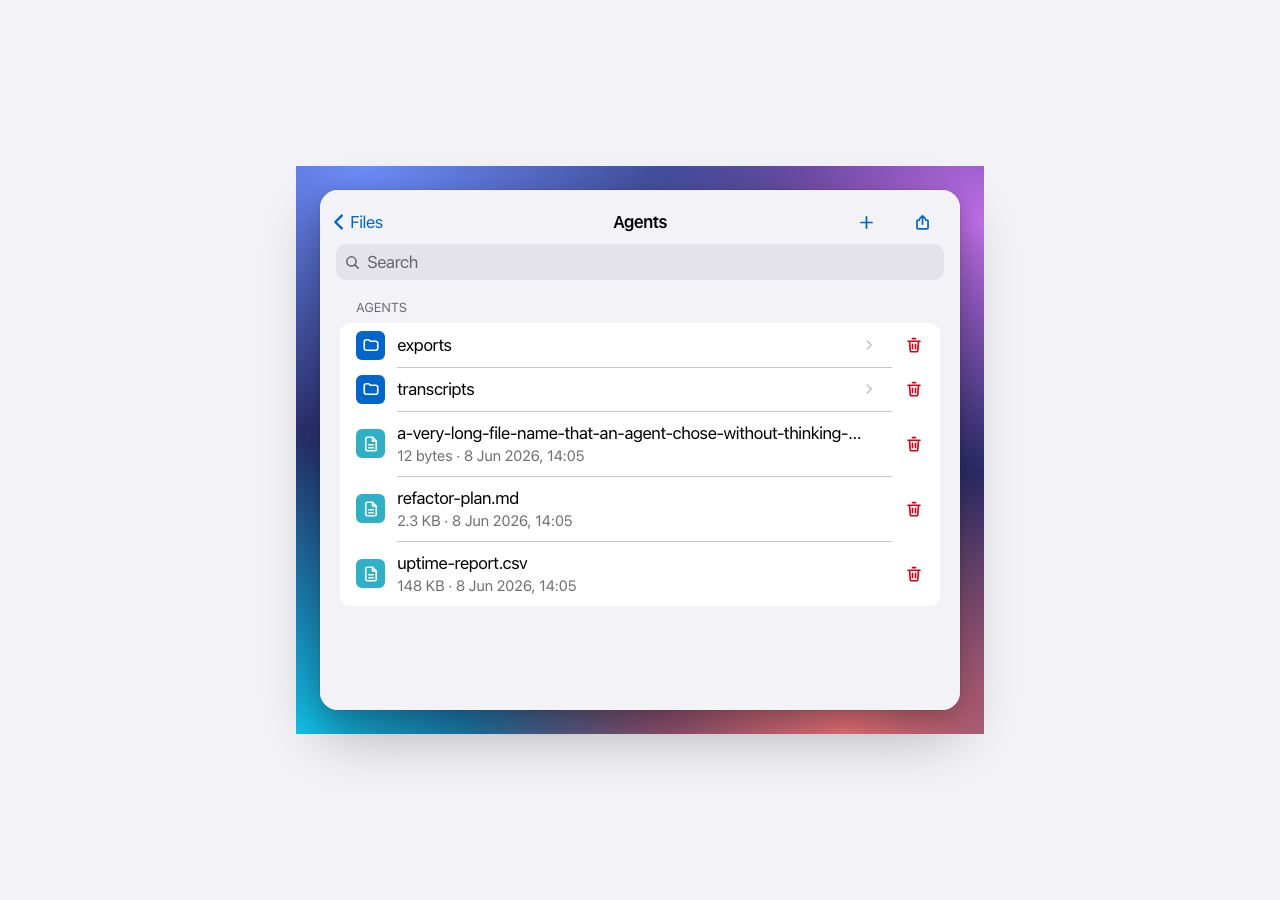 Files
Agents
Search
AGENTS
exports
transcripts
a-very-long-file-name-that-an-agent-chose-without-thinking-...
12 bytes · 8 Jun 2026, 14:05
refactor-plan.md
2.3 KB · 8 Jun 2026, 14:05
uptime-report.csv
148 KB · 8 Jun 2026, 14:05